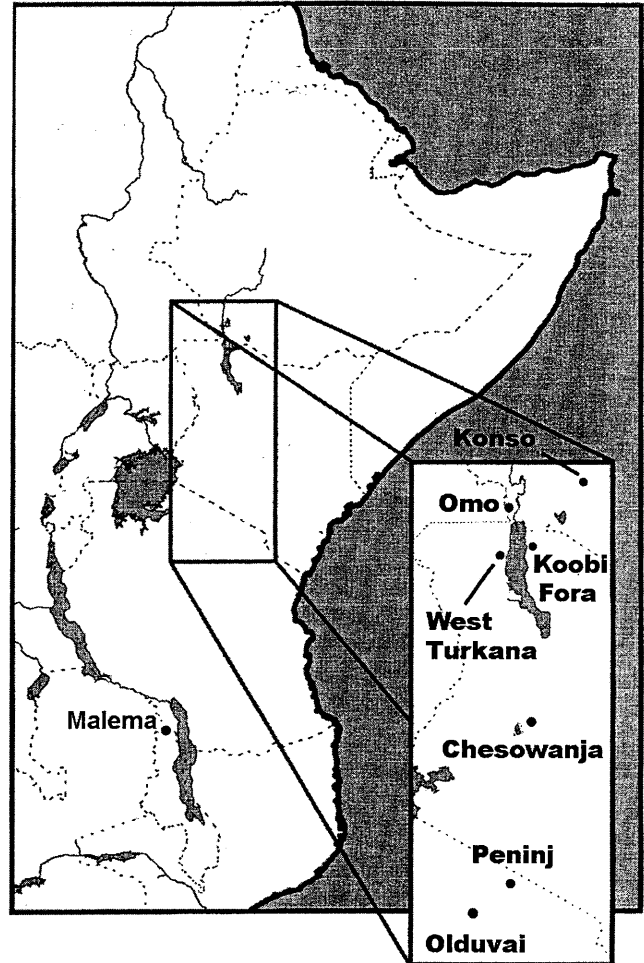 Konso
Omo
Koobi
Fora
West
Turkana
Malema
Chesowanja
Peninj
Olduvai